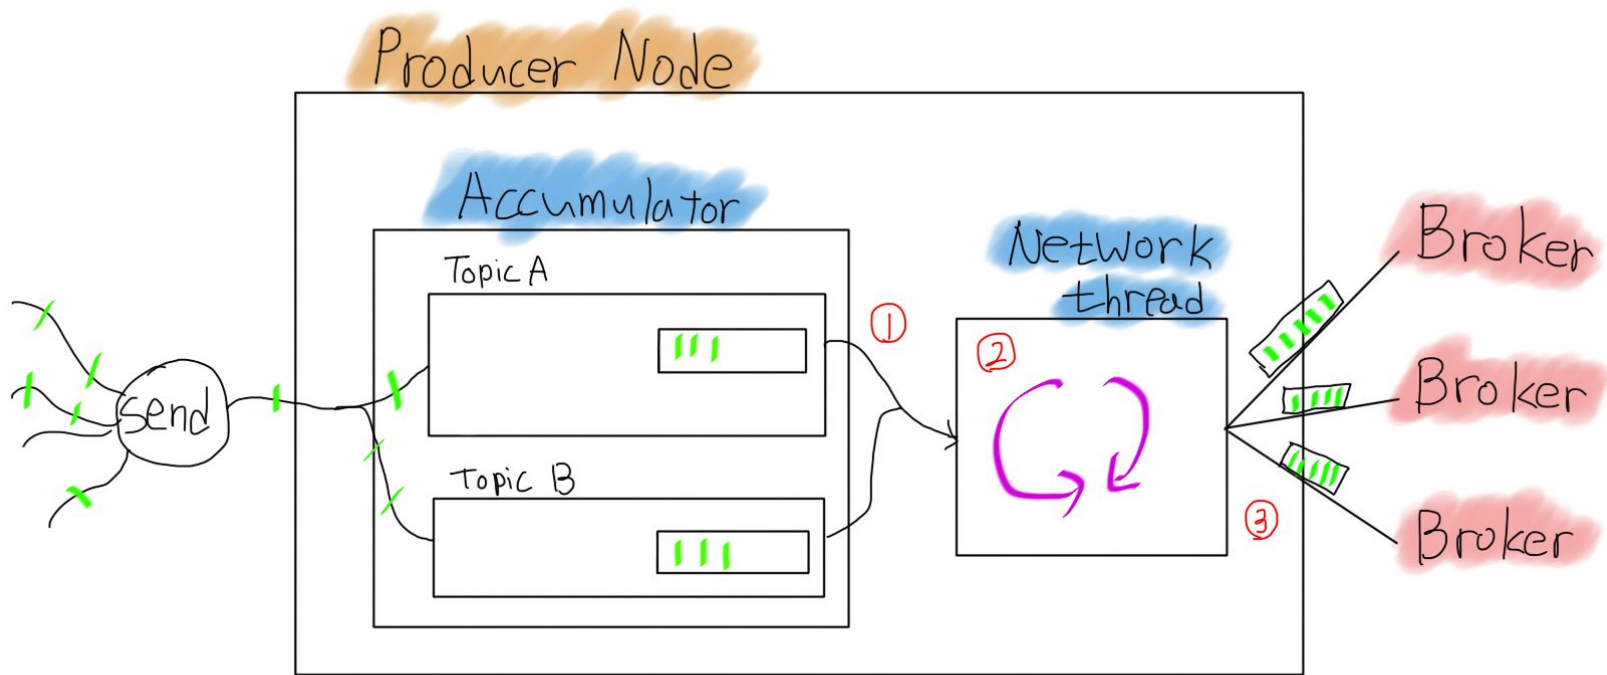 Producer Node
Accumulator
Topic A
Topic B
send
①
Network
thread
②
③
Broker
Broker
Broker